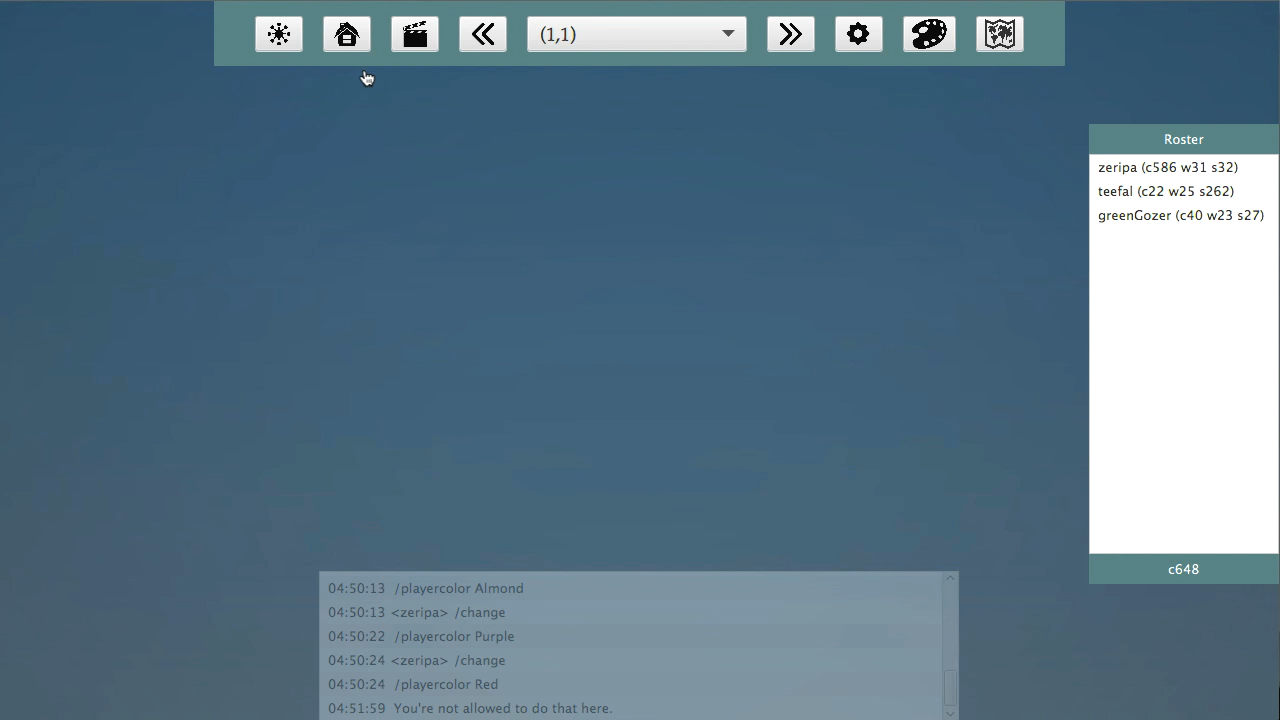 (1,1)
Roster
zeripa (c586 w31 s32)
teefal (c22 w25 s262)
greenGozer (c40 w23 s27)
c648
04:50:13 /playercolor Almond
04:50:13 <zeripa> /change
04:50:22 /playercolor Purple
04:50:24 <zeripa> /change
04:50:24 /playercolor Red
04:51:59 You're not allowed to do that here.